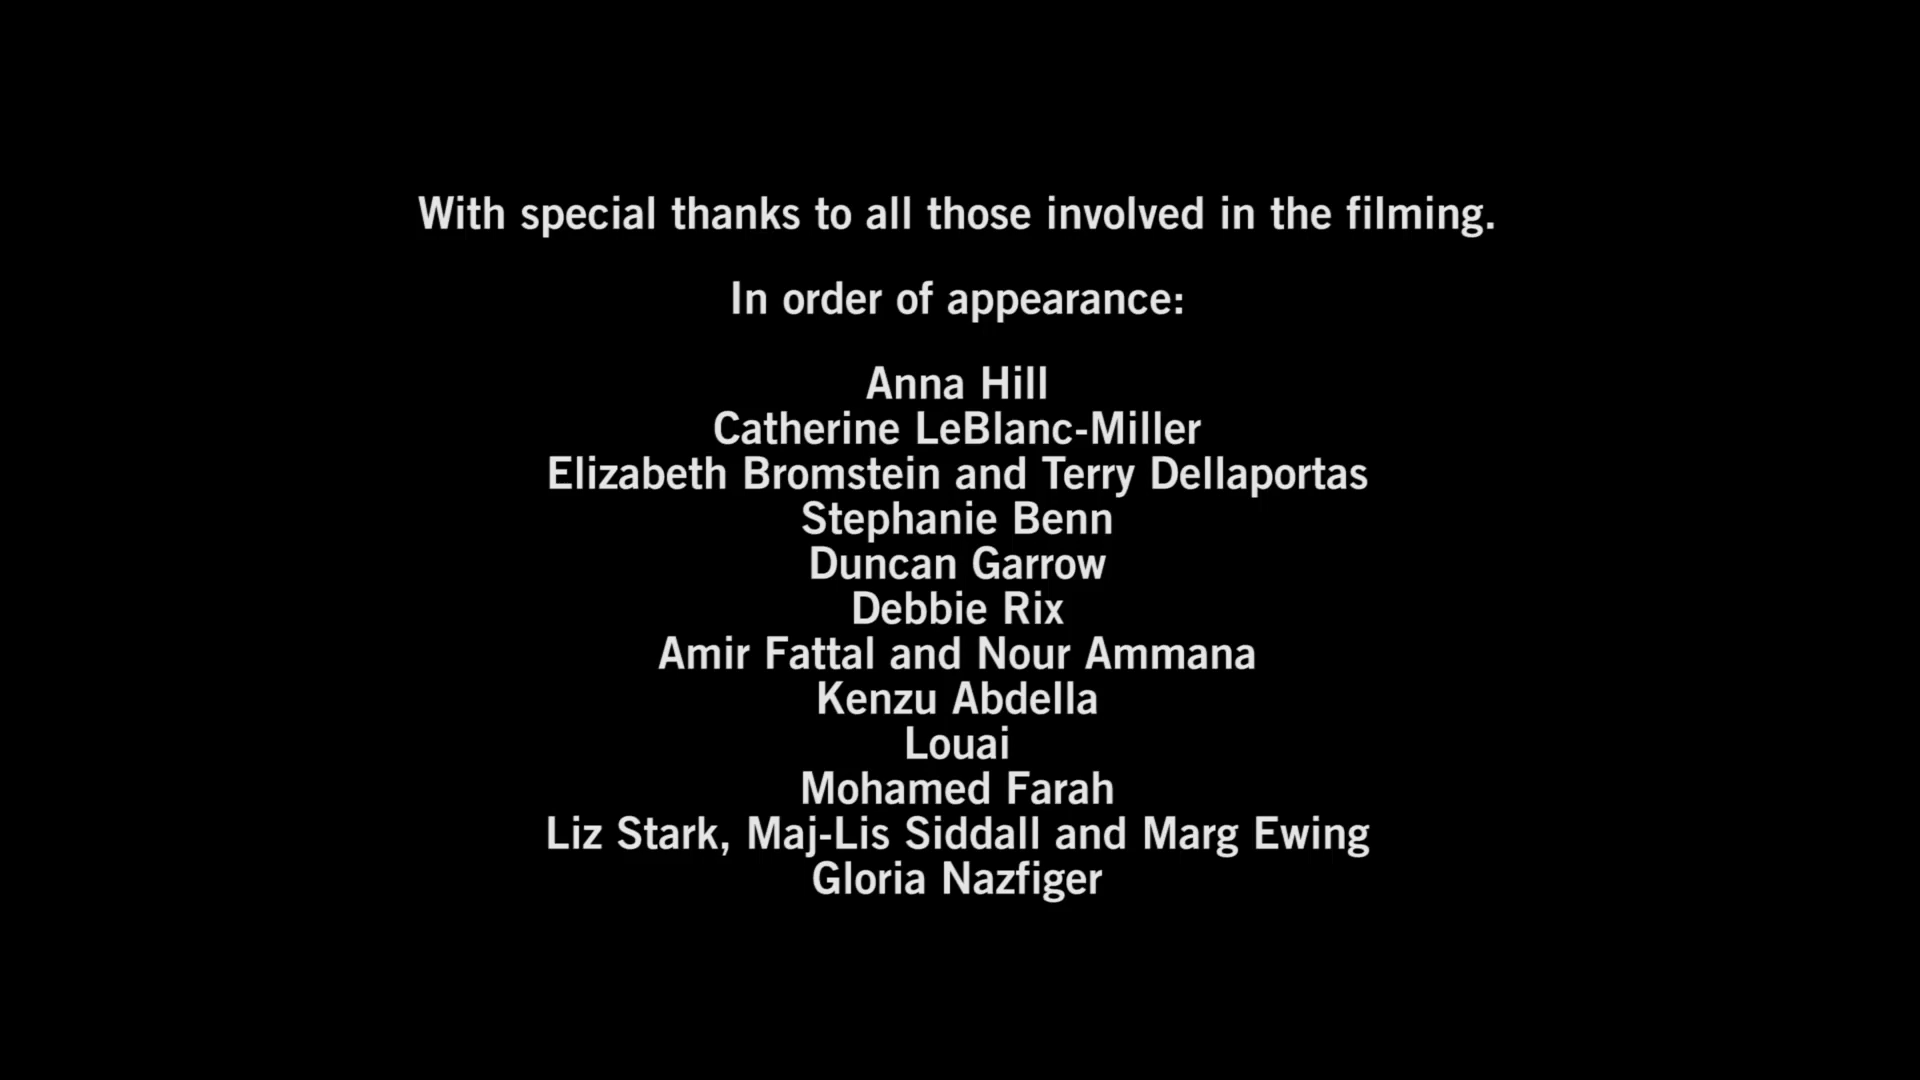 With special thanks to all those involved in the filming.
In order of appearance:
Anna Hill
Catherine LeBlanc-Miller
Elizabeth Bromstein and Terry Dellaportas
Stephanie Benn
Duncan Garrow
Debbie Rix
Amir Fattal and Nour Ammana
Kenzu Abdella
Louai
Mohamed Farah
Liz Stark, Maj-Lis Siddall and Marg Ewing
Gloria Nazfiger